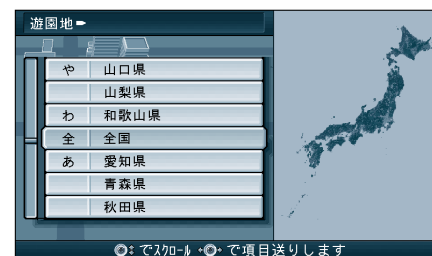 遊園地➨
や 山口県
山梨県
わ 和歌山県
全 全国
あ 愛知県
青森県
秋田県
◎↕ でｽｸﾛｰﾙ ←◎→ で項目送りします